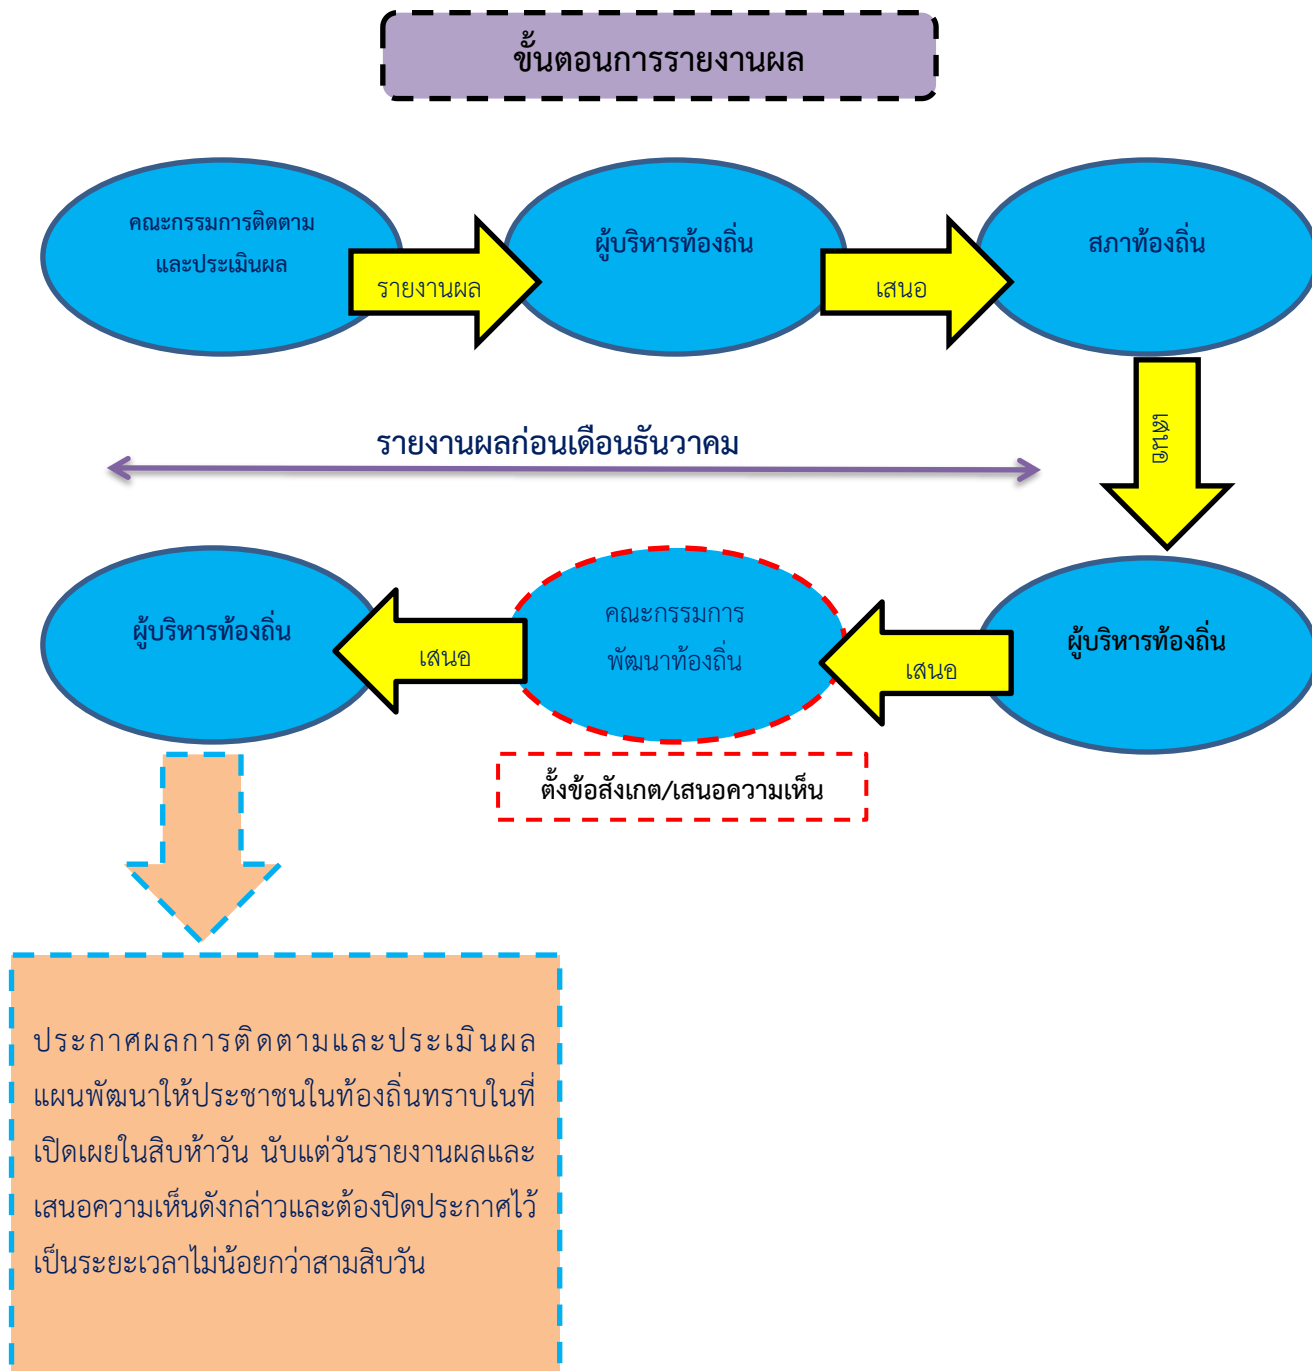 ขั้นตอนการรายงานผล
คณะกรรมการติดตาม
และประเมินผล
รายงานผล
ผู้บริหารท้องถิ่น
เสนอ
สภาท้องถิ่น
เสนอ
รายงานผลก่อนเดือนธันวาคม
ผู้บริหารท้องถิ่น
เสนอ
คณะกรรมการ
พัฒนาท้องถิ่น
เสนอ
ผู้บริหารท้องถิ่น
ตั้งข้อสังเกต/เสนอความเห็น
ประกาศผลการติดตามและประเมินผล
แผนพัฒนาให้ประชาชนในท้องถิ่นทราบในที่
เปิดเผยในสิบห้าวัน นับแต่วันรายงานผลและ
เสนอความเห็นดังกล่าวและต้องปิดประกาศไว้
เป็นระยะเวลาไม่น้อยกว่าสามสิบวัน